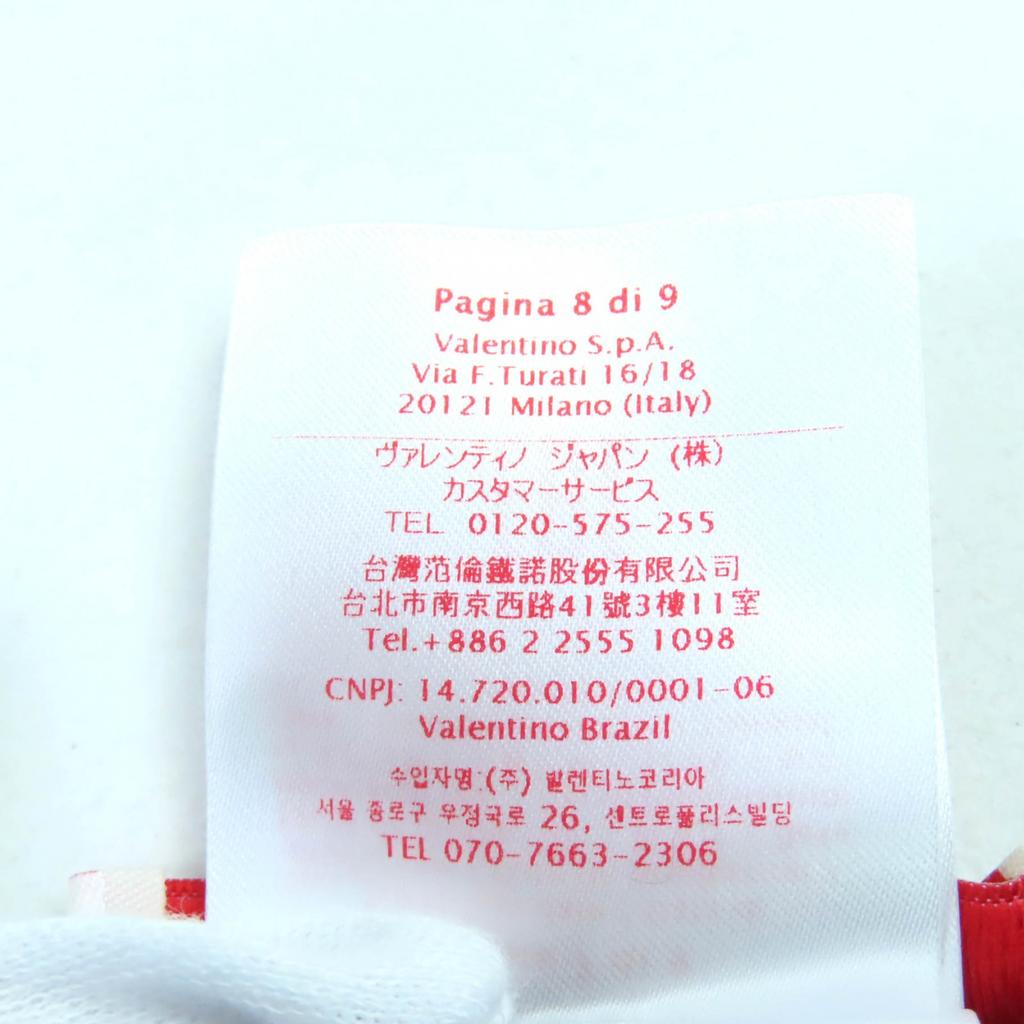 Pagina 8 di 9
Valentino S.p.A.
Via F.Turati 16/18
20121 Milano (Italy)
ヴァレンティノ ジャパン (株)
カスタマーサービス
TEL 0120-575-255
台灣范倫鐵諾股份有限公司
台北市南京西路41號3樓11室
Tel.+886 2 2555 1098
CNPJ: 14.720.010/0001-06
Valentino Brazil
수입자명:(주) 발렌티노코리아
서울 종로구 우정국로 26, 센트로폴리스빌딩
TEL 070-7663-2306